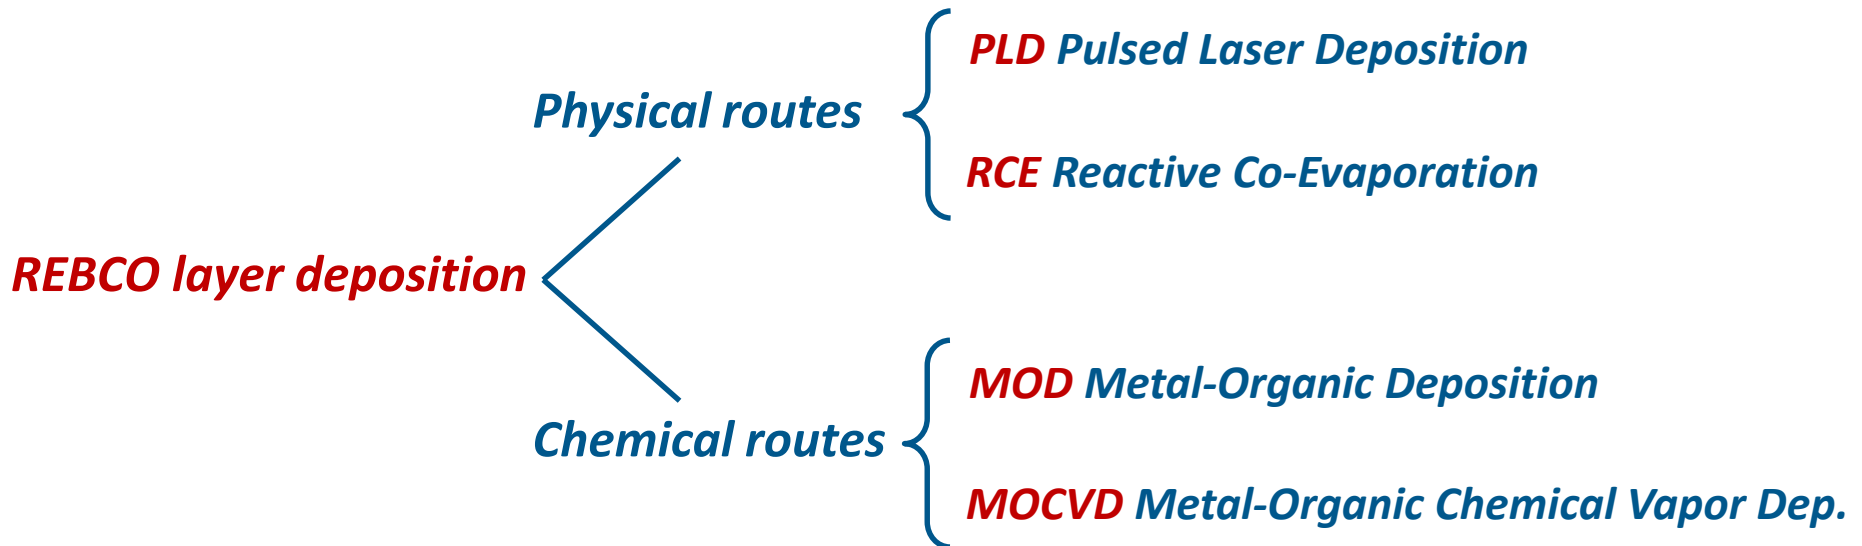 PLD Pulsed Laser Deposition
Physical routes
RCE Reactive Co-Evaporation
REBCO layer deposition
MOD Metal-Organic Deposition
Chemical routes
MOCVD Metal-Organic Chemical Vapor Dep.